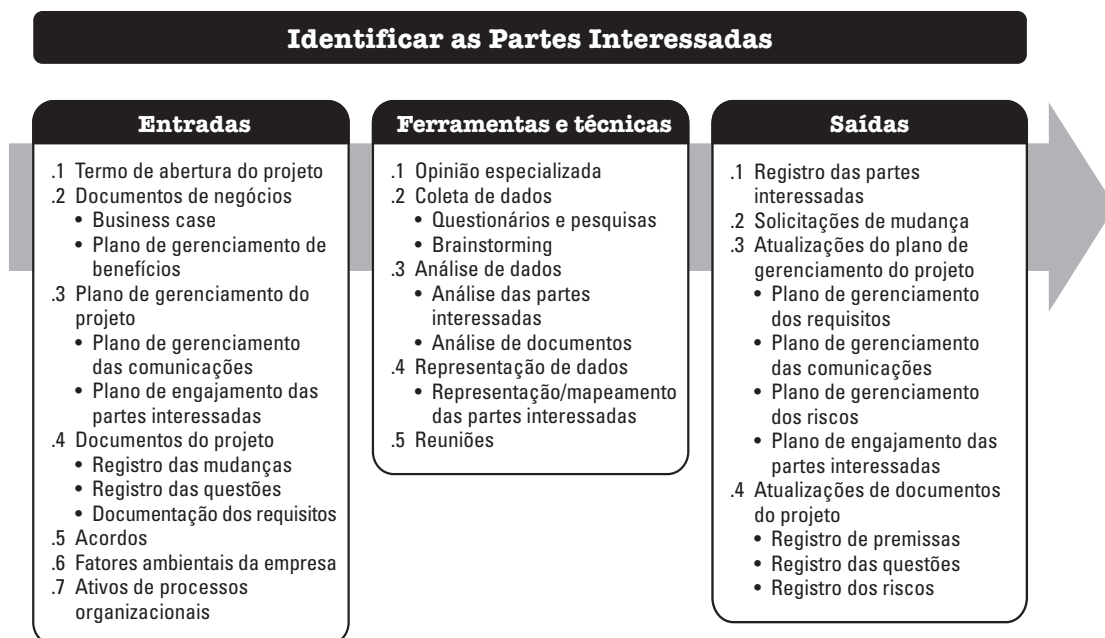 Identificar as Partes Interessadas
Entradas
.1 Termo de abertura do projeto
.2 Documentos de negócios
• Business case
• Plano de gerenciamento de
benefícios
.3 Plano de gerenciamento do
projeto
• Plano de gerenciamento
das comunicações
• Plano de engajamento das
partes interessadas
.4 Documentos do projeto
• Registro das mudanças
• Registro das questões
• Documentação dos requisitos
.5 Acordos
.6 Fatores ambientais da empresa
.7 Ativos de processos
organizacionais
Ferramentas e técnicas
.1 Opinião especializada
.2 Coleta de dados
• Questionários e pesquisas
• Brainstorming
.3 Análise de dados
• Análise das partes
interessadas
• Análise de documentos
.4 Representação de dados
• Representação/mapeamento
das partes interessadas
.5 Reuniões
Saídas
.1 Registro das partes
interessadas
.2 Solicitações de mudança
.3 Atualizações do plano de
gerenciamento do projeto
• Plano de gerenciamento
dos requisitos
• Plano de gerenciamento
das comunicações
• Plano de gerenciamento
dos riscos
• Plano de engajamento das
partes interessadas
.4 Atualizações de documentos
do projeto
• Registro de premissas
• Registro das questões
• Registro dos riscos